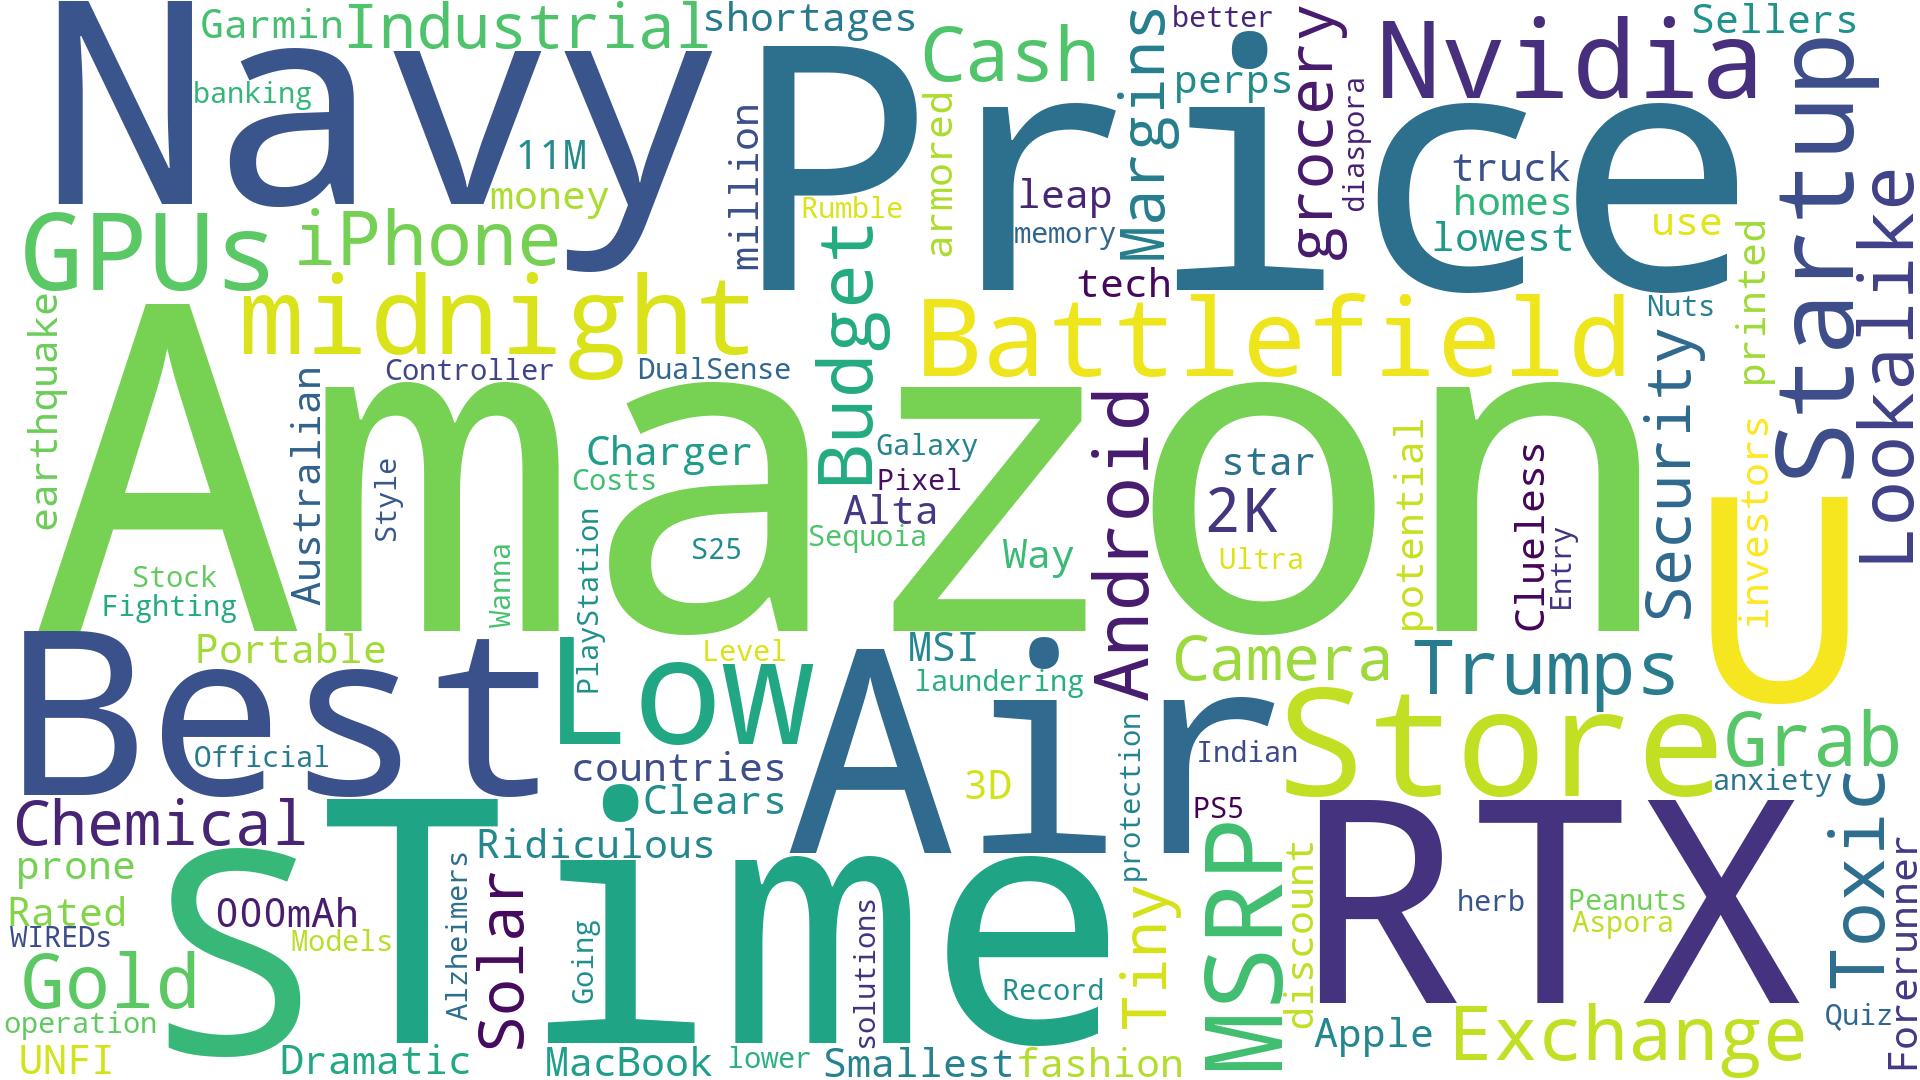 Navy
Garmin
Industrial
shortages
Cash
Margins
better
perps
grocery
Nvidia
Sellers
banking
11M
money
million
Price
Rumble
armored
leap
memory
tech
diaspora
truck
homes
lowest
use
printed
Startup
Lookalike
GPUs
iPhone
midnight
Budget
Battlefield
Nuts
Security
earthquake
Amazon
Controller
DualSense
Australian
Style
Charger
Costs
Galaxy
Pixel
Alta
Sequoia
S25
Way
Android
star
2K
Ultra
potential
Clueless
Entry
investors
U
Stock
Fighting
Wanna
PlayStation
Portable
Best
Low
Level
MSI
laundering
Air
Camera
Trumps
Store
Grab
Official
countries
Clears
3D
protection
Indian
PS5
anxiety
Toxic
Chemical
prone
Rated
WIREDs
S
000mAh
Models
Time
Ridiculous
Alzheimers
Solar
Going
solutions
Record
Tiny
MSRP
discount
RTX
herb
Peanuts
Aspora
Forerunner
Gold
operation
UNFI
Dramatic
MacBook
lower
Smallest
fashion
Apple
Exchange
Quiz